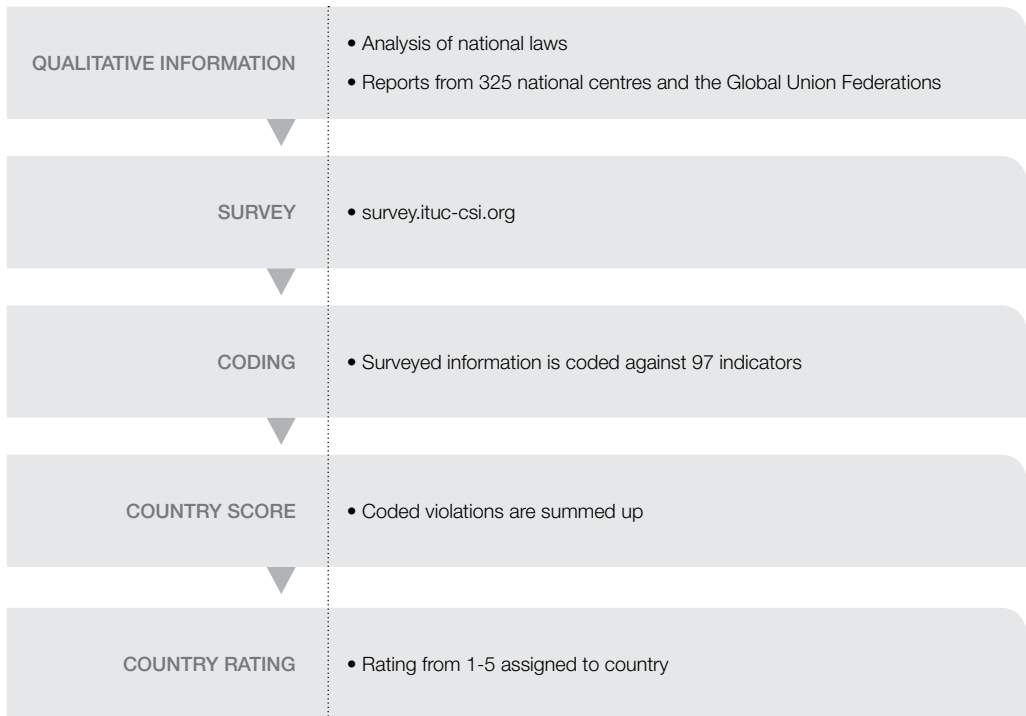 QUALITATIVE INFORMATION
• Analysis of national laws
• Reports from 325 national centres and the Global Union Federations
SURVEY
• survey.ituc-csi.org
CODING
• Surveyed information is coded against 97 indicators
COUNTRY SCORE
• Coded violations are summed up
COUNTRY RATING
• Rating from 1-5 assigned to country